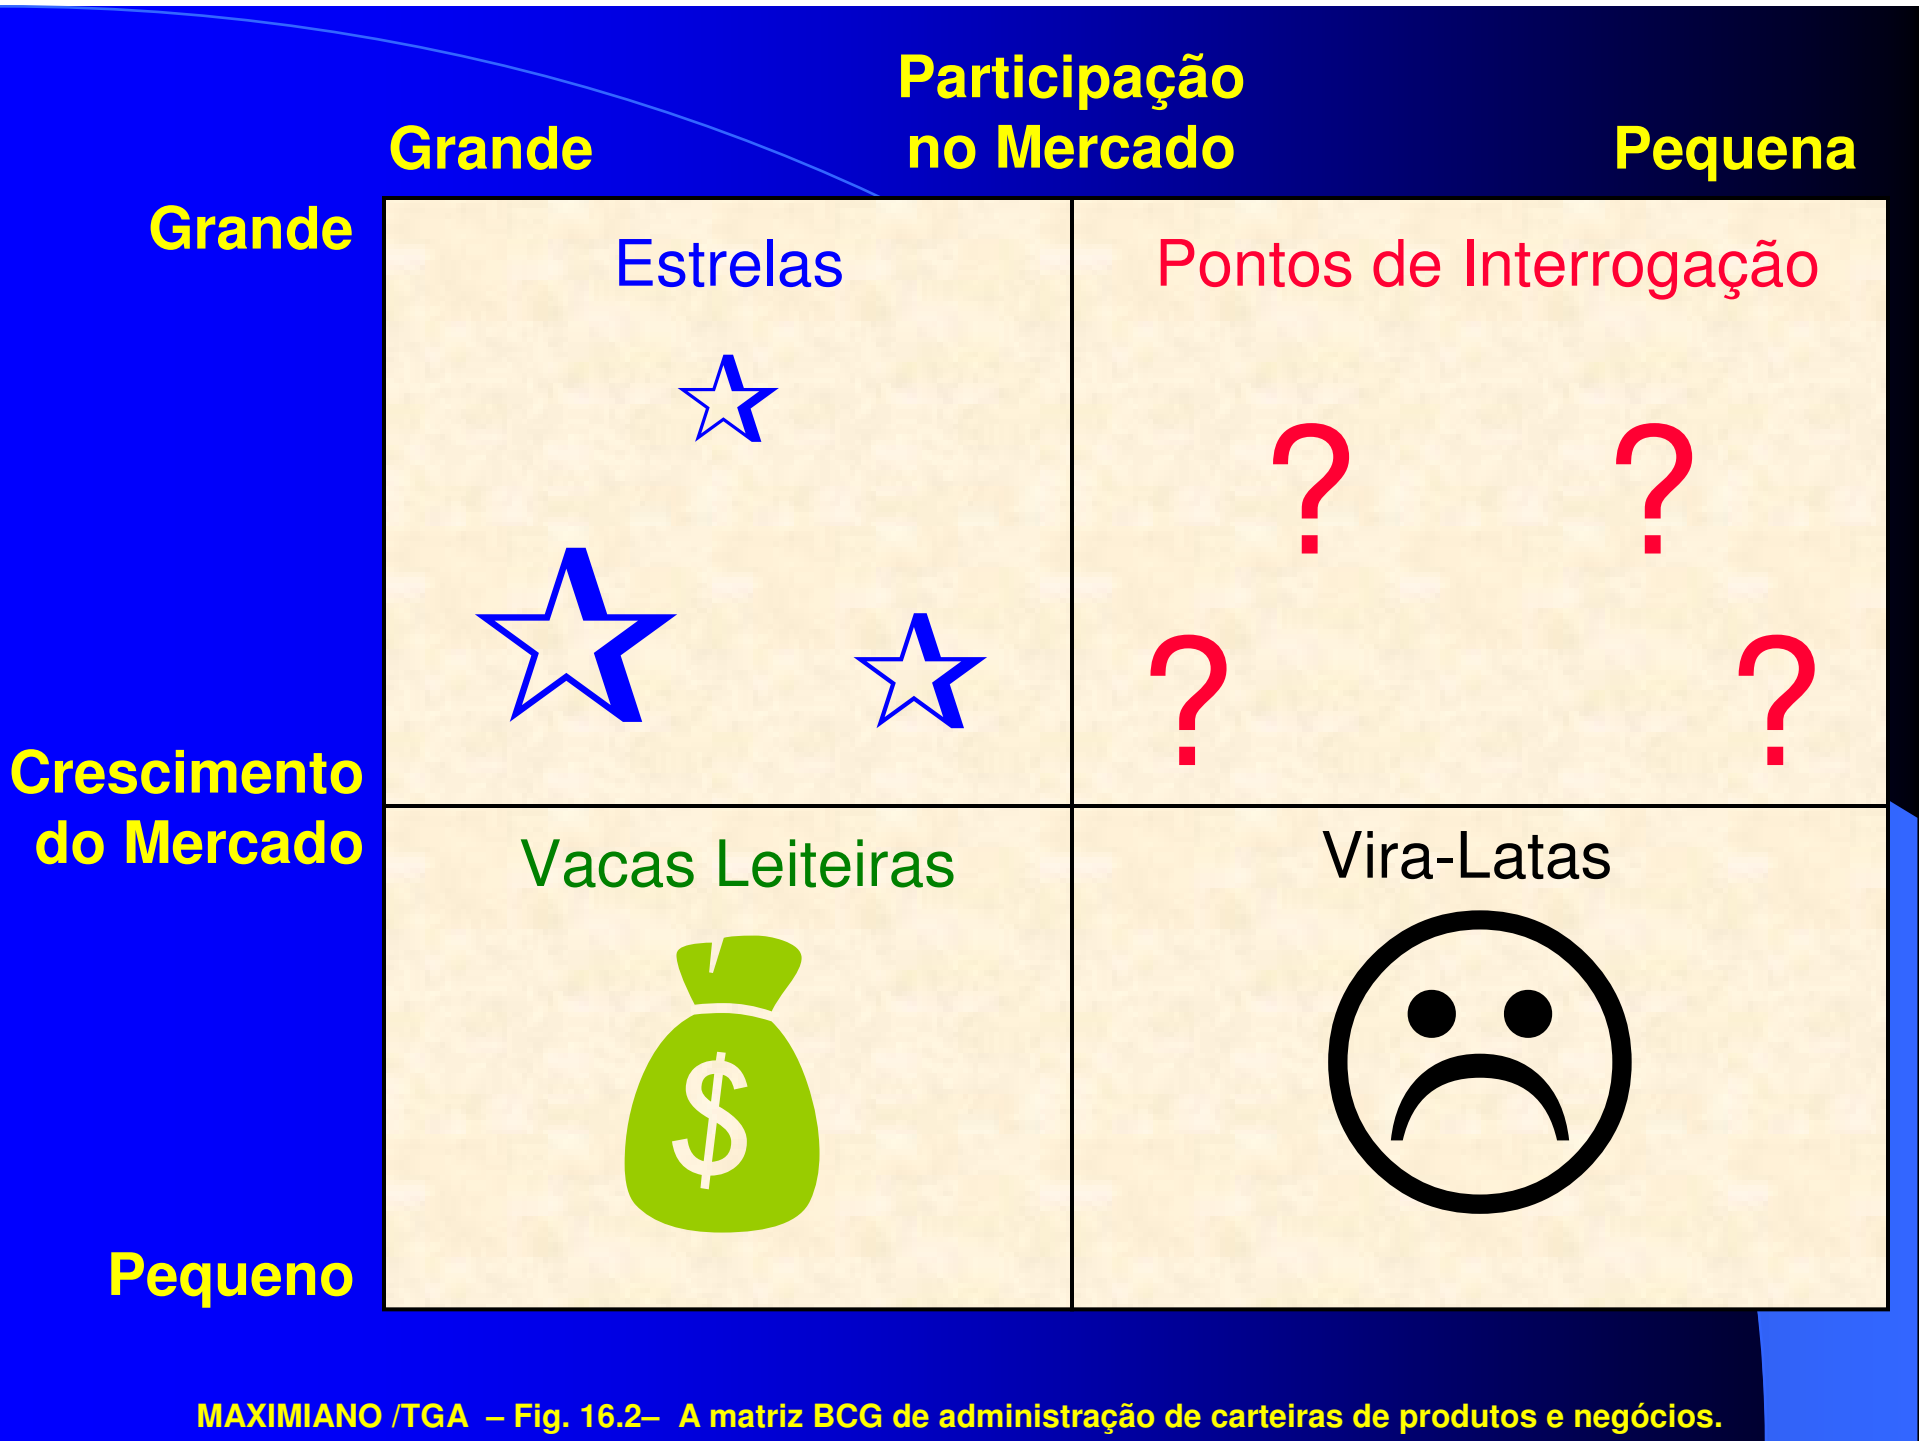 Participação
no Mercado
Grande
Pequena
Grande
Estrelas
Pontos de Interrogação
? ?
? ?
Crescimento
do Mercado
Vacas Leiteiras
Vira-Latas
$
Pequeno
MAXIMIANO /TGA – Fig. 16.2– A matriz BCG de administração de carteiras de produtos e negócios.